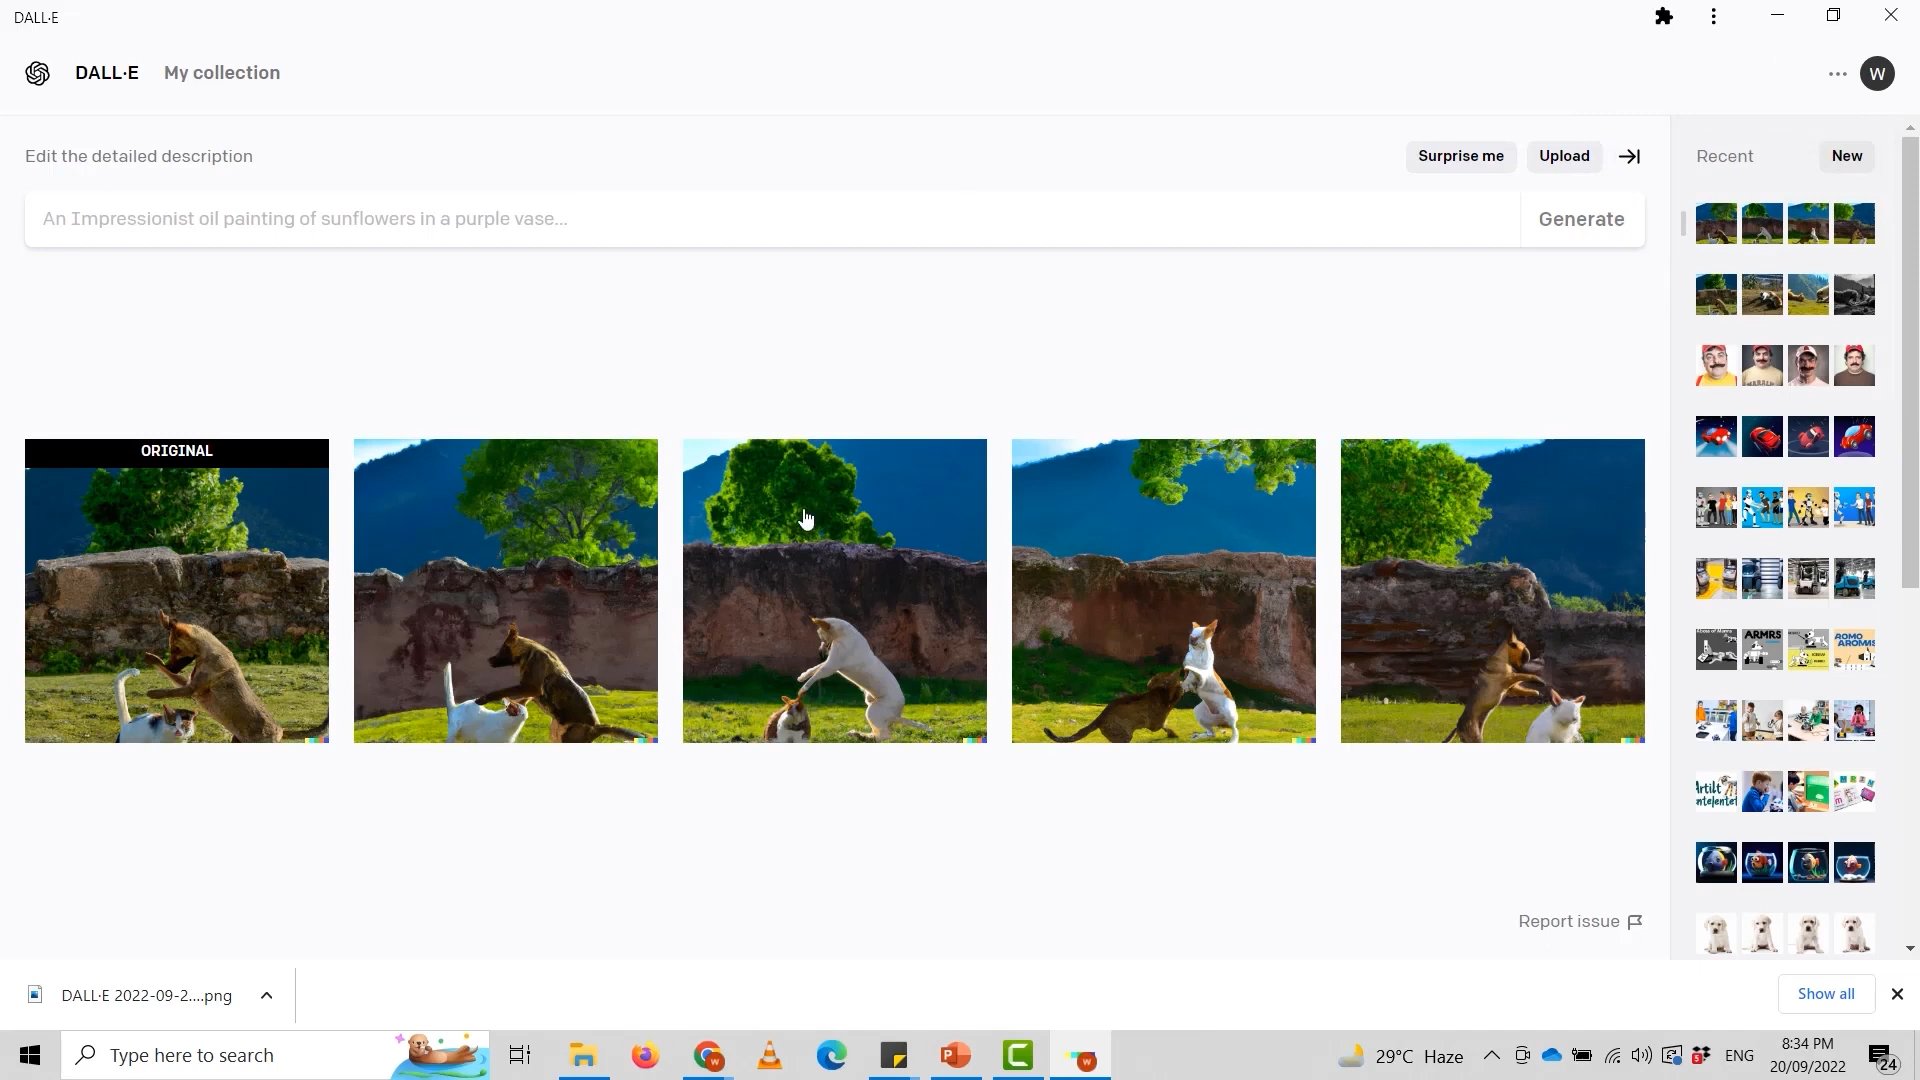 DALL·E
DALL·E My collection
W
Edit the detailed description
Surprise me
Upload
Recent
New
An Impressionist oil painting of sunflowers in a purple vase...
Generate
ORIGINAL
ARMRS
Report issue
DALL·E 2022-09-2....png
Show all
Type here to search
29°C Haze
ENG
8:34 PM
20/09/2022
24